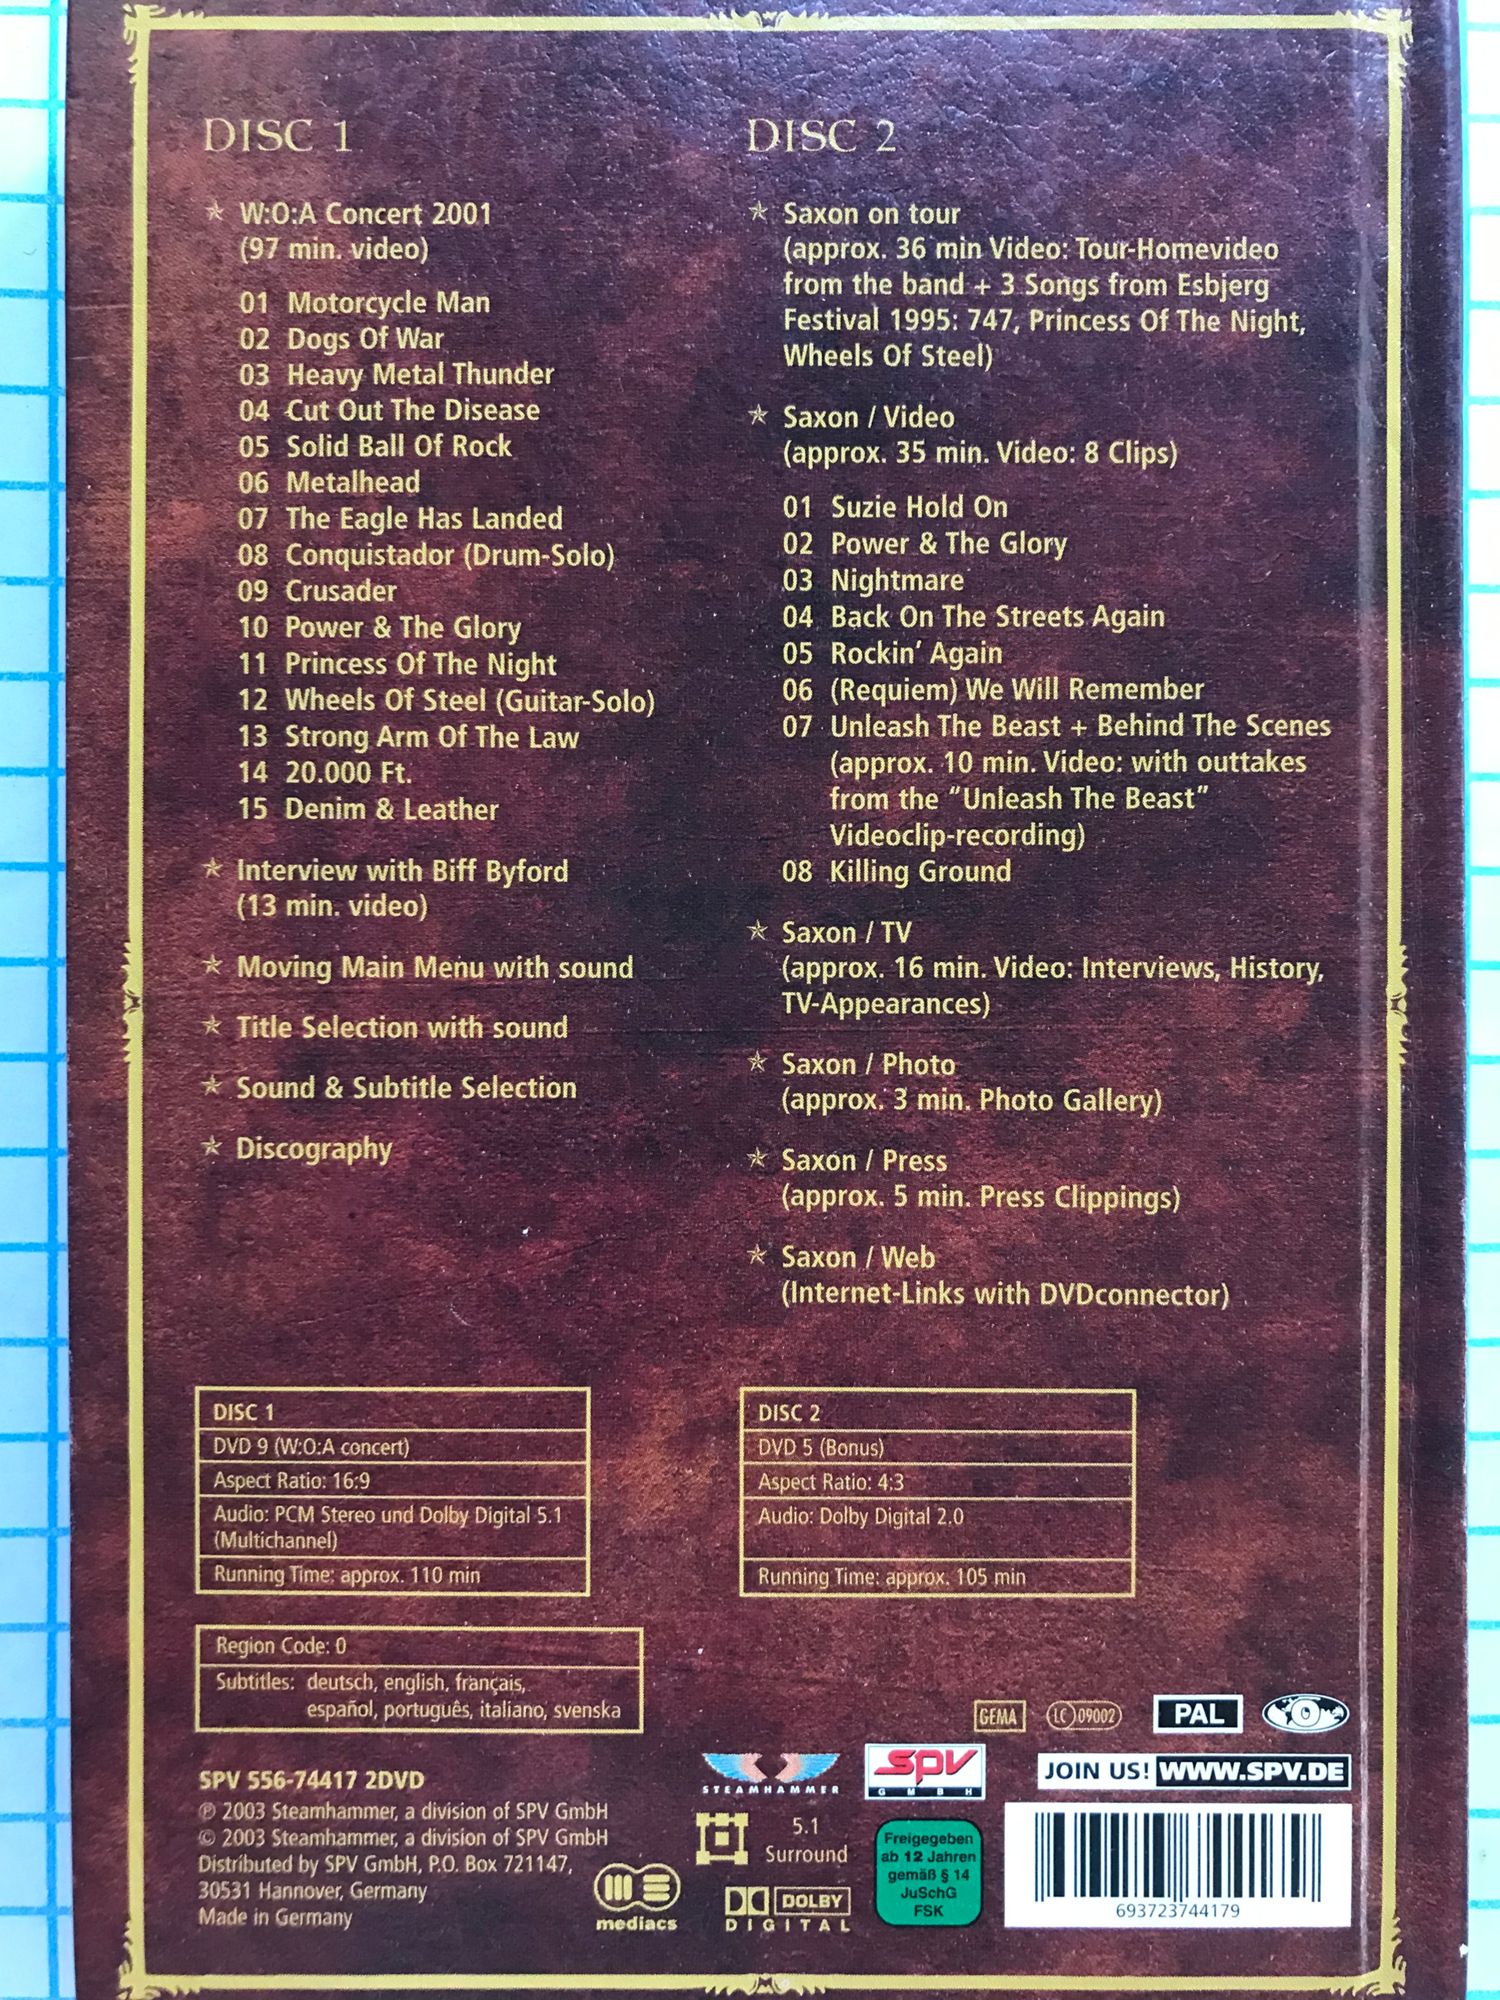 DISC 1
✯ W:O:A Concert 2001
(97 min. video)
01 Motorcycle Man
02 Dogs Of War
03 Heavy Metal Thunder
04 Cut Out The Disease
05 Solid Ball Of Rock
06 Metalhead
07 The Eagle Has Landed
08 Conquistador (Drum-Solo)
09 Crusader
10 Power & The Glory
11 Princess Of The Night
12 Wheels Of Steel (Guitar-Solo)
13 Strong Arm Of The Law
14 20.000 Ft.
15 Denim & Leather
✯ Interview with Biff Byford
(13 min. video)
✯ Moving Main Menu with sound
✯ Title Selection with sound
✯ Sound & Subtitle Selection
✯ Discography
DISC 2
✯ Saxon on tour
(approx. 36 min Video: Tour-Homevideo
from the band + 3 Songs from Esbjerg
Festival 1995: 747, Princess Of The Night,
Wheels Of Steel)
✯ Saxon / Video
(approx. 35 min. Video: 8 Clips)
01 Suzie Hold On
02 Power & The Glory
03 Nightmare
04 Back On The Streets Again
05 Rockin’ Again
06 (Requiem) We Will Remember
07 Unleash The Beast + Behind The Scenes
(approx. 10 min. Video: with outtakes
from the “Unleash The Beast”
Videoclip-recording)
08 Killing Ground
✯ Saxon / TV
(approx. 16 min. Video: Interviews, History,
TV-Appearances)
✯ Saxon / Photo
(approx. 3 min. Photo Gallery)
✯ Saxon / Press
(approx. 5 min. Press Clippings)
✯ Saxon / Web
(Internet-Links with DVDconnector)
DISC 1
DVD 9 (W:O:A concert)
Aspect Ratio: 16:9
Audio: PCM Stereo und Dolby Digital 5.1
(Multichannel)
Running Time: approx. 110 min
DISC 2
DVD 5 (Bonus)
Aspect Ratio: 4:3
Audio: Dolby Digital 2.0
Running Time: approx. 105 min
Region Code: 0
Subtitles: deutsch, english, français,
español, português, italiano, svenska
GEMA LC 09002 PAL 0
SPV 556-74417 2DVD
℗ 2003 Steamhammer, a division of SPV GmbH
© 2003 Steamhammer, a division of SPV GmbH
Distributed by SPV GmbH, P.O. Box 721147,
30531 Hannover, Germany
Made in Germany
mediacs
STEAMHAMMER
SPV
GMBH
JOIN US! WWW.SPV.DE
5.1
Surround
DOLBY
DIGITAL
Freigegeben
ab 12 Jahren
gemäß § 14
JuSchG
FSK
693723744179